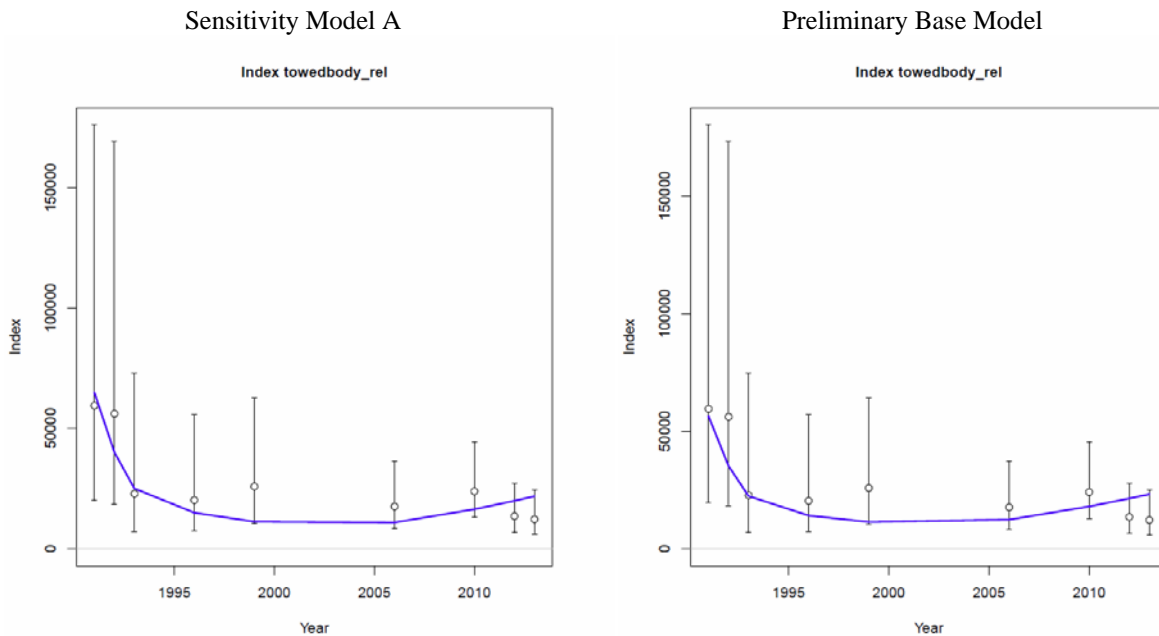 Sensitivity Model A
Preliminary Base Model
Index towedbody_rel
Index towedbody_rel
Index
150000
100000
50000
0
1995 2000 2005 2010
Year
Index
150000
100000
50000
0
1995 2000 2005 2010
Year